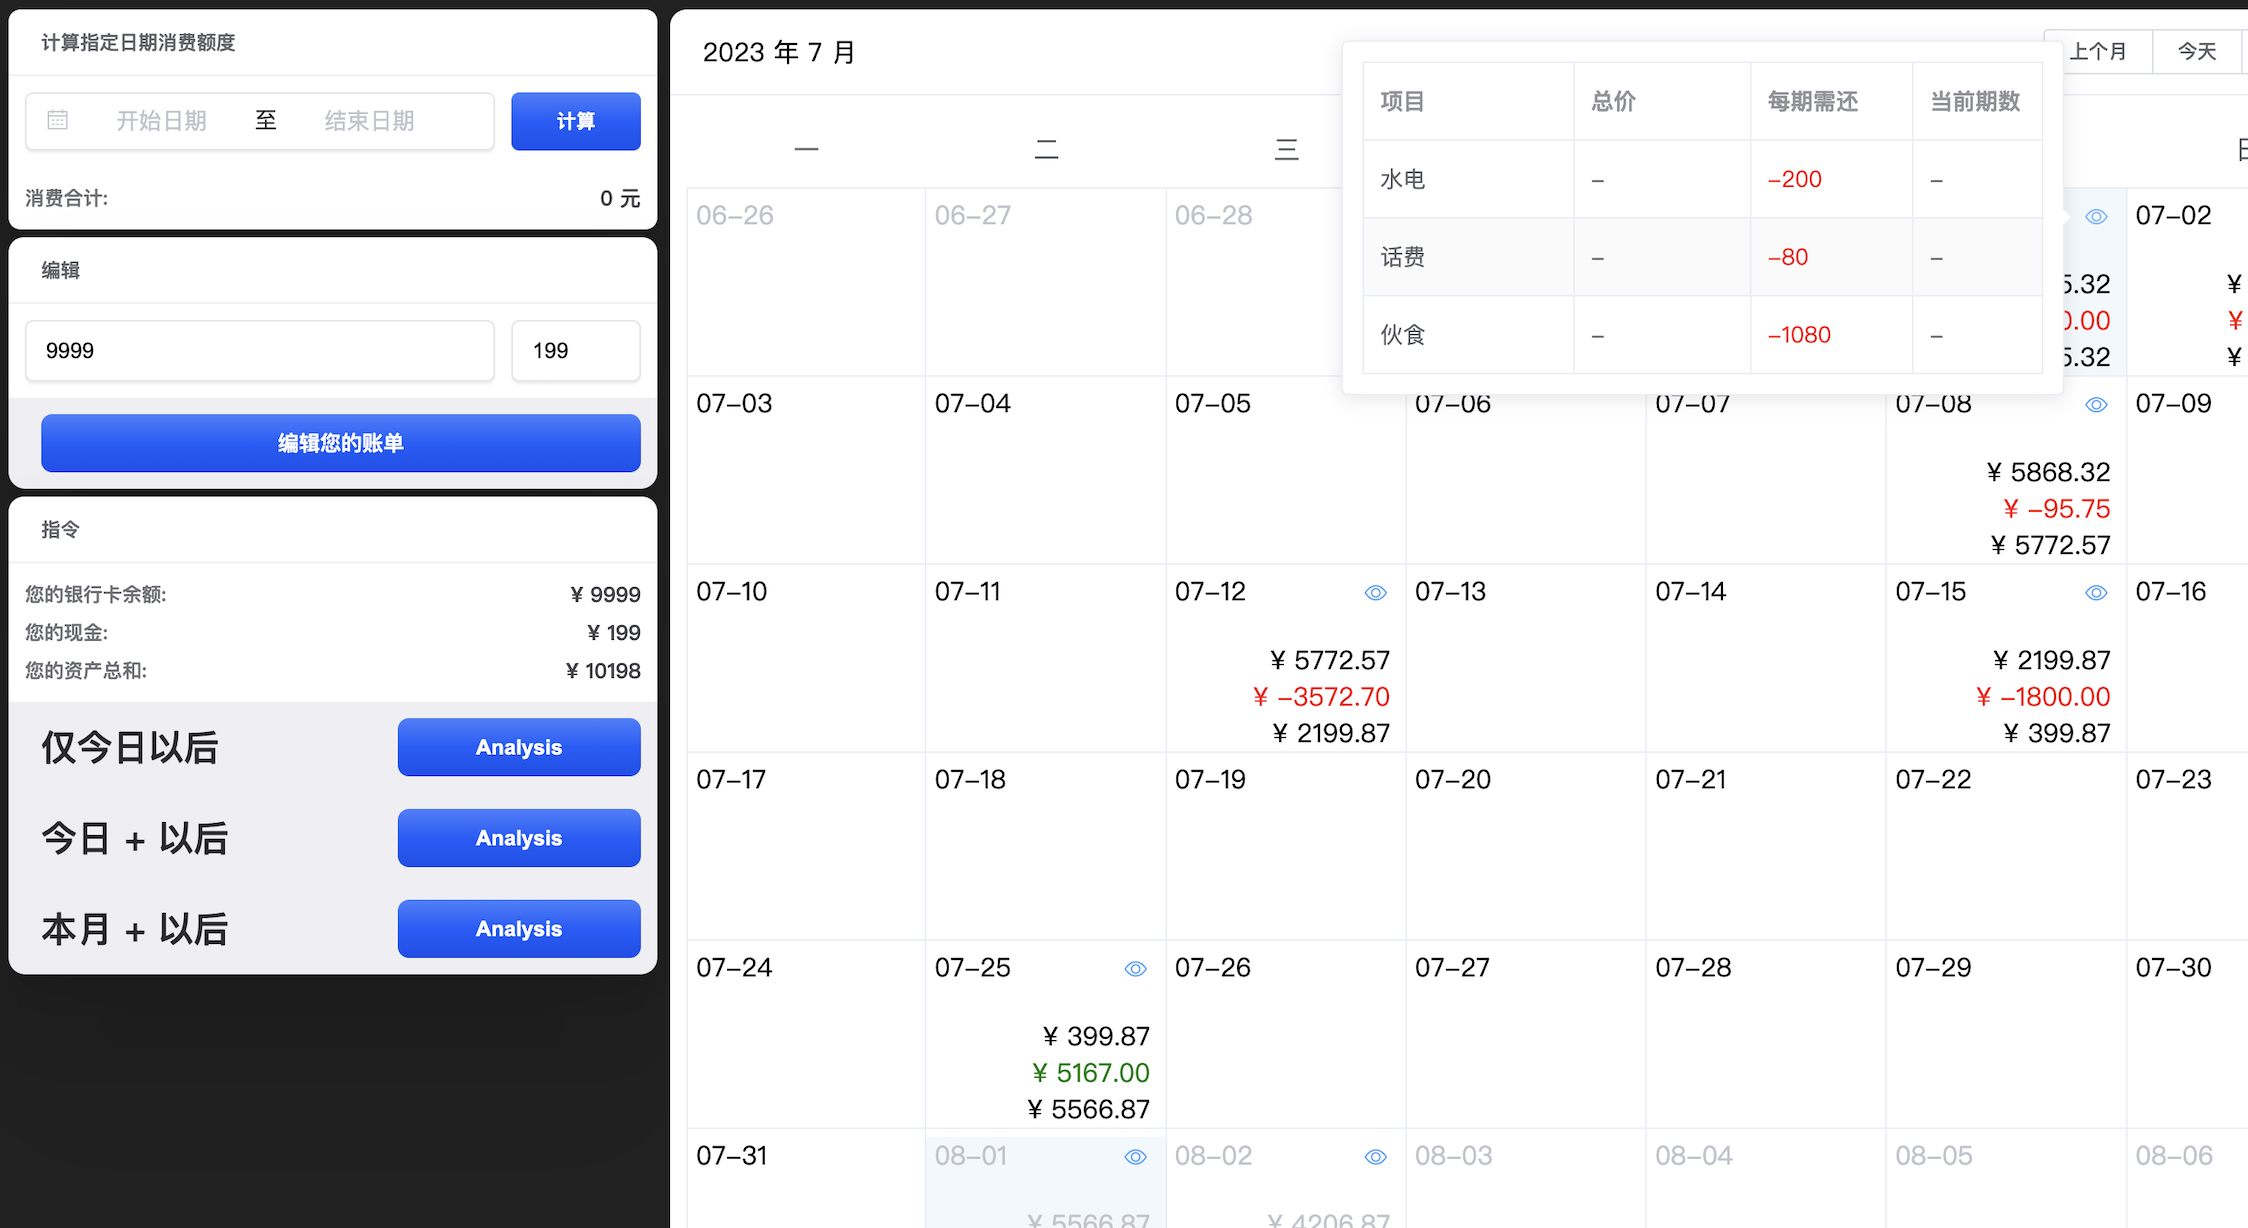 计算指定日期消费额度
开始日期 至 结束日期 计算
消费合计: 0 元
编辑
9999 199
编辑您的账单
指令
您的银行卡余额: ¥ 9999
您的现金: ¥ 199
您的资产总和: ¥ 10198
仅今日以后 Analysis
今日 + 以后 Analysis
本月 + 以后 Analysis
2023 年 7 月 上个月 今天
项目 总价 每期需还 当前期数
水电 – –200 –
话费 – –80 –
伙食 – –1080 –
一 二 三
06–26 06–27 06–28 07–02
5.32 ¥
0.00 ¥
5.32 ¥
07–03 07–04 07–05 07–06 07–07 07–08 07–09
¥ 5868.32
¥ –95.75
¥ 5772.57
07–10 07–11 07–12 07–13 07–14 07–15 07–16
¥ 5772.57 ¥ 2199.87
¥ –3572.70 ¥ –1800.00
¥ 2199.87 ¥ 399.87
07–17 07–18 07–19 07–20 07–21 07–22 07–23
07–24 07–25 07–26 07–27 07–28 07–29 07–30
¥ 399.87
¥ 5167.00
¥ 5566.87
07–31 08–01 08–02 08–03 08–04 08–05 08–06
¥ 5566.87 ¥ 4206.87